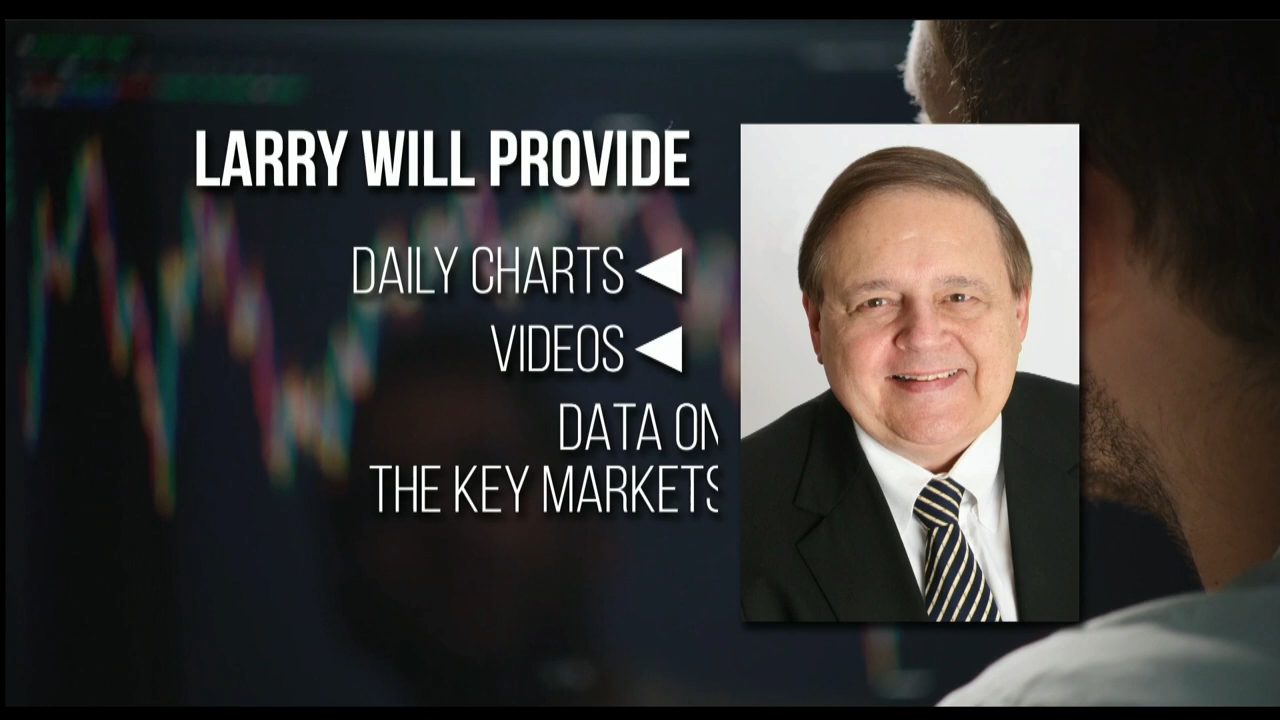 LARRY WILL PROVIDE
DAILY CHARTS
VIDEOS
DATA ON
THE KEY MARKETS